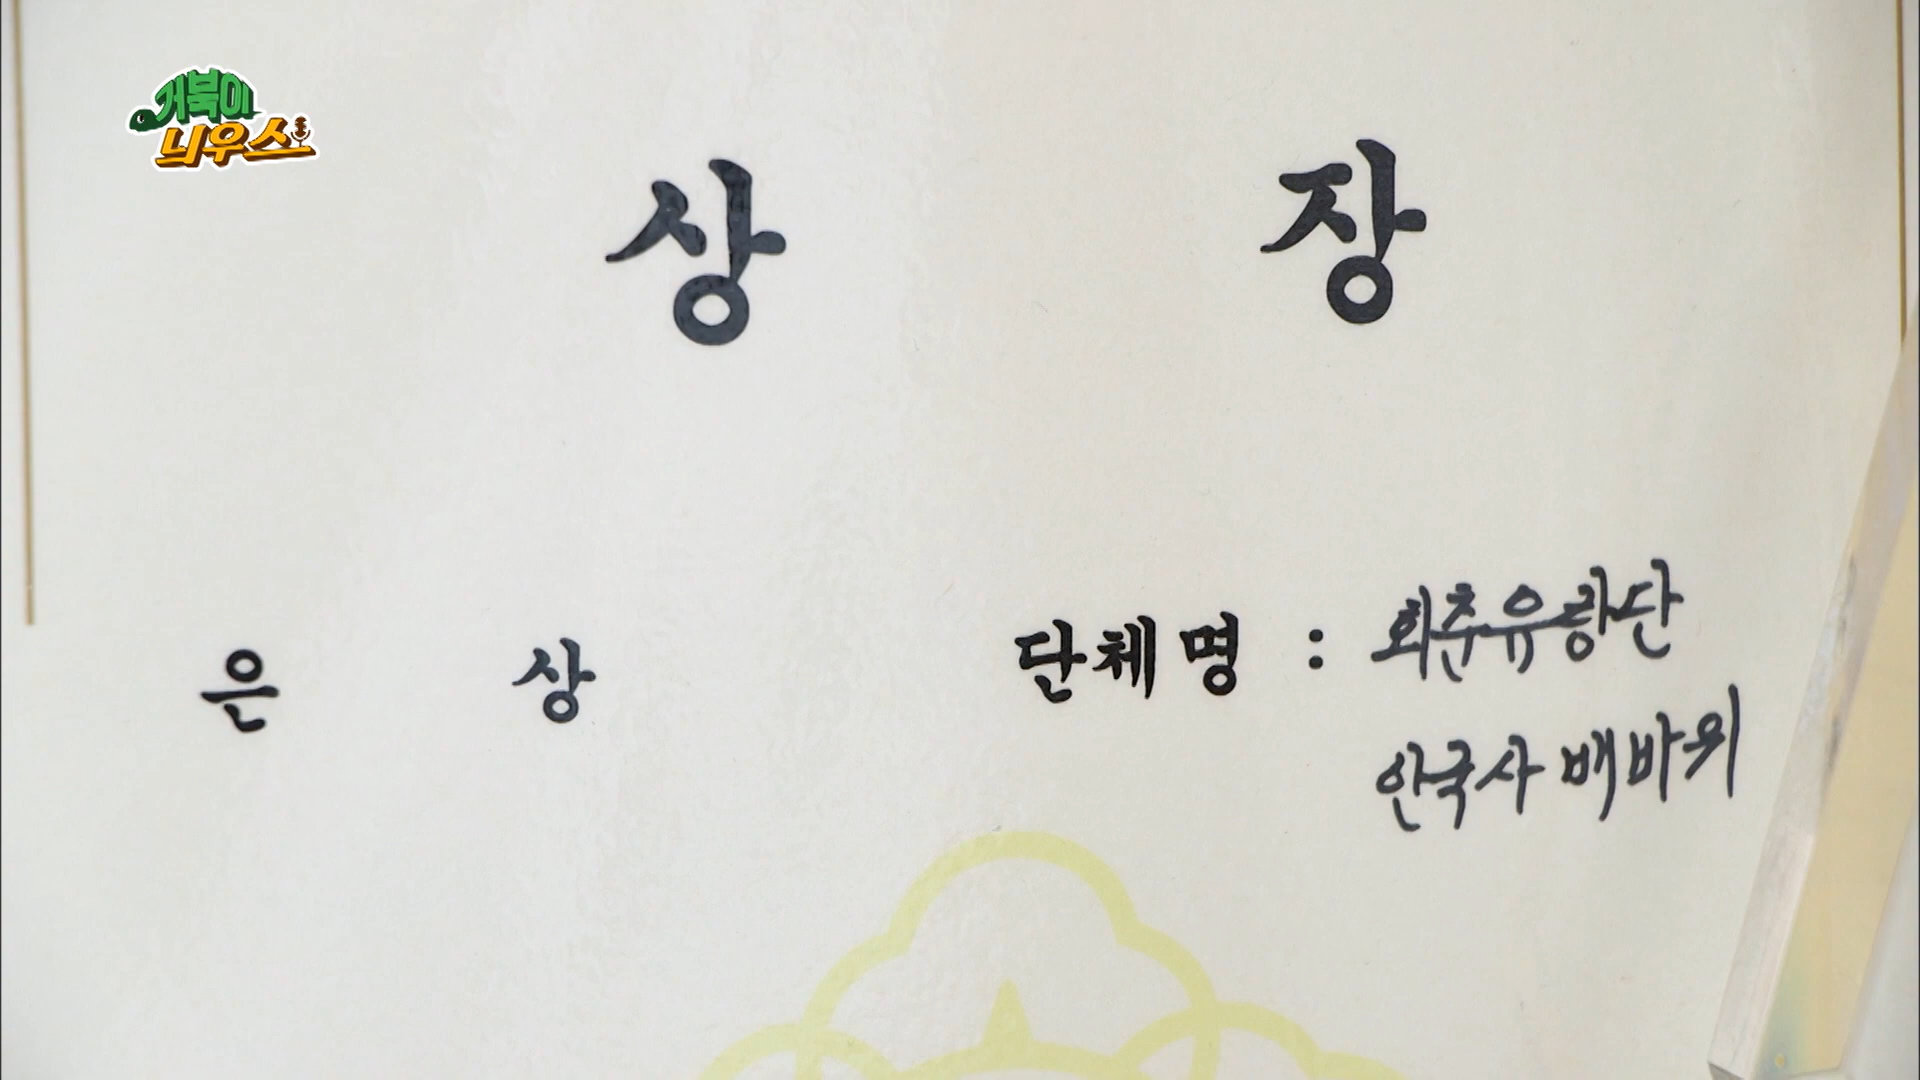 거북이
늬우스
상 장
은 상
단체명 : 회춘유랑단
안국사 배바위